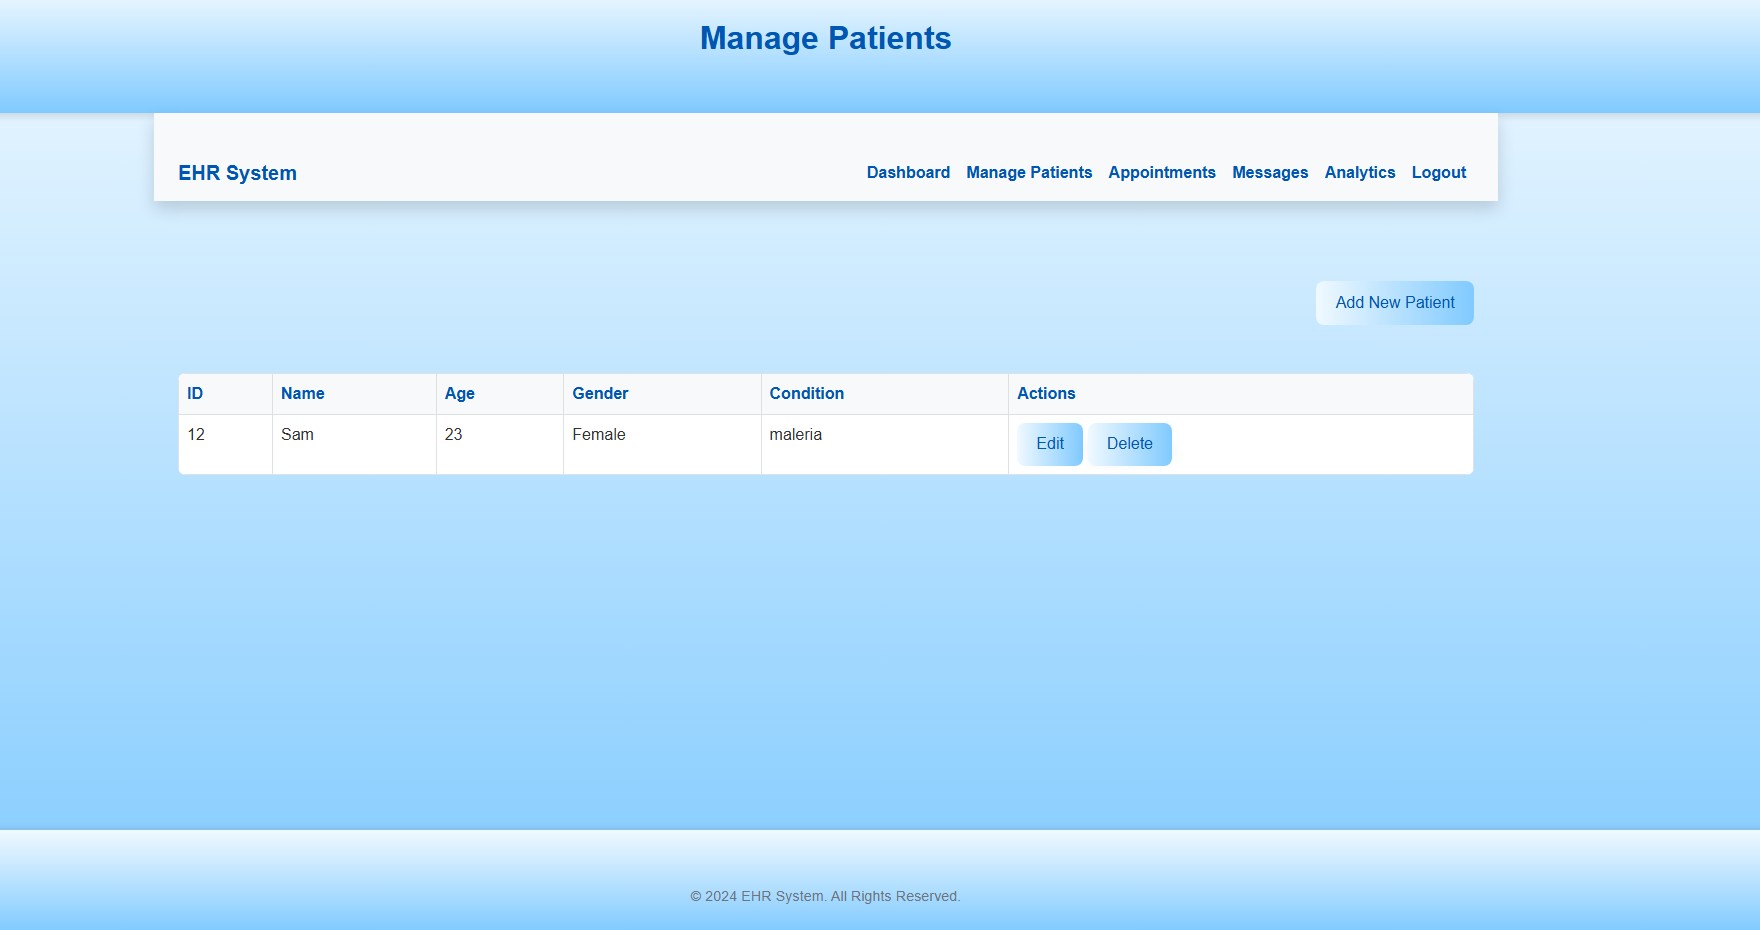 Manage Patients
EHR System Dashboard Manage Patients Appointments Messages Analytics Logout
Add New Patient
ID Name Age Gender Condition Actions
12 Sam 23 Female maleria Edit Delete
© 2024 EHR System. All Rights Reserved.